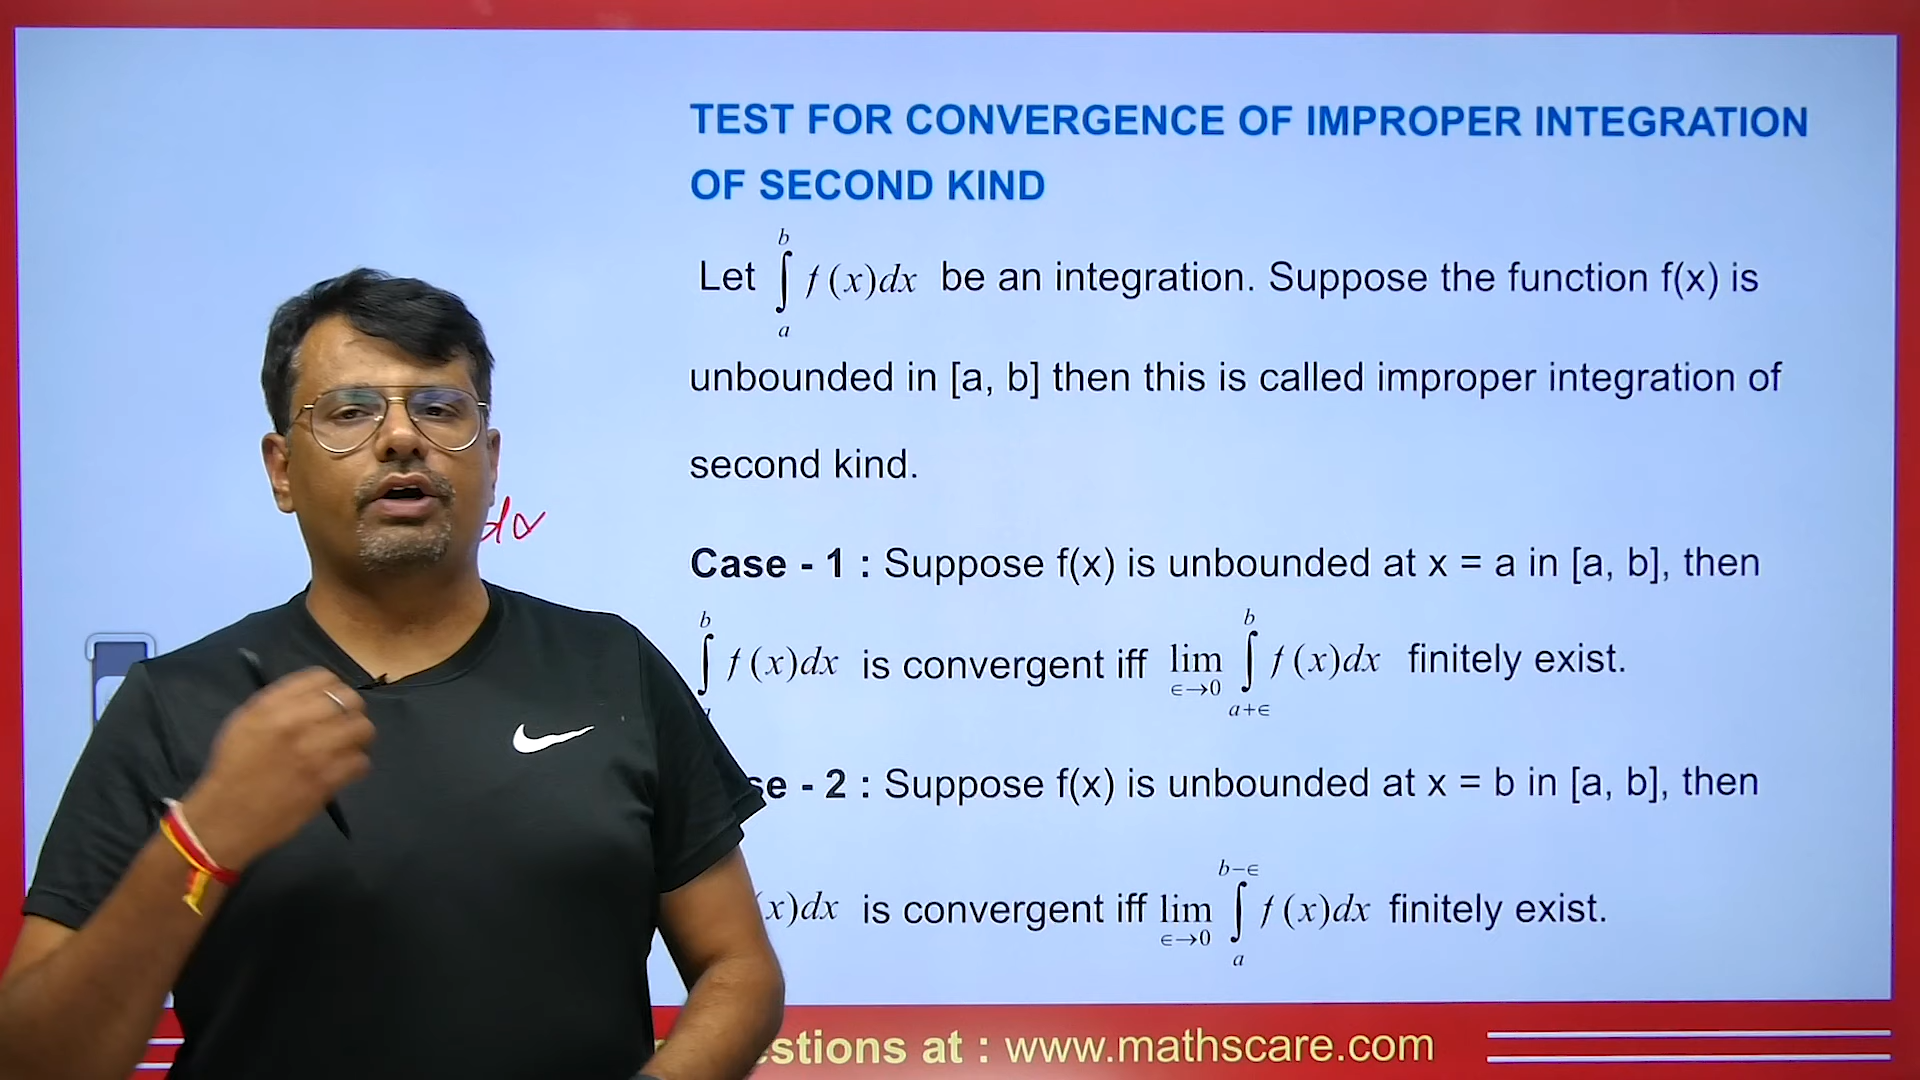 TEST FOR CONVERGENCE OF IMPROPER INTEGRATION
OF SECOND KIND
Let ∫_a^b f(x)dx be an integration. Suppose the function f(x) is
unbounded in [a, b] then this is called improper integration of
second kind.
dx
Case - 1 : Suppose f(x) is unbounded at x = a in [a, b], then
∫^b f(x)dx is convergent iff lim_{∈→0} ∫_{a+∈}^b f(x)dx finitely exist.
se - 2 : Suppose f(x) is unbounded at x = b in [a, b], then
(x)dx is convergent iff lim_{∈→0} ∫_a^{b-∈} f(x)dx finitely exist.
estions at : www.mathscare.com